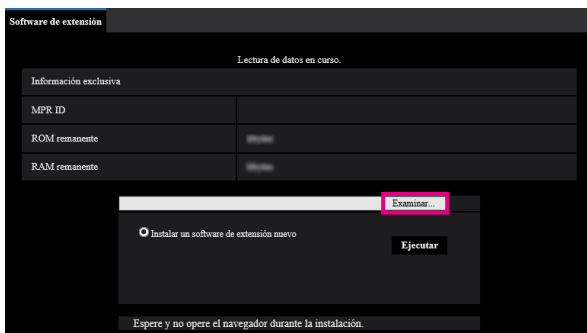 Software de extensión
Lectura de datos en curso.
Información exclusiva
MPR ID
ROM remanente
RAM remanente
Examinar...
Instalar un software de extensión nuevo
Ejecutar
Espere y no opere el navegador durante la instalación.